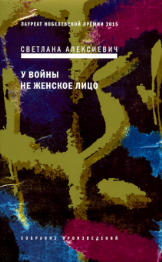 ЛАУРЕАТ НОБЕЛЕВСКОЙ ПРЕМИИ 2015
СВЕТЛАНА АЛЕКСИЕВИЧ
У ВОЙНЫ
НЕ ЖЕНСКОЕ ЛИЦО
СОБРАНИЕ ПРОИЗВЕДЕНИЙ